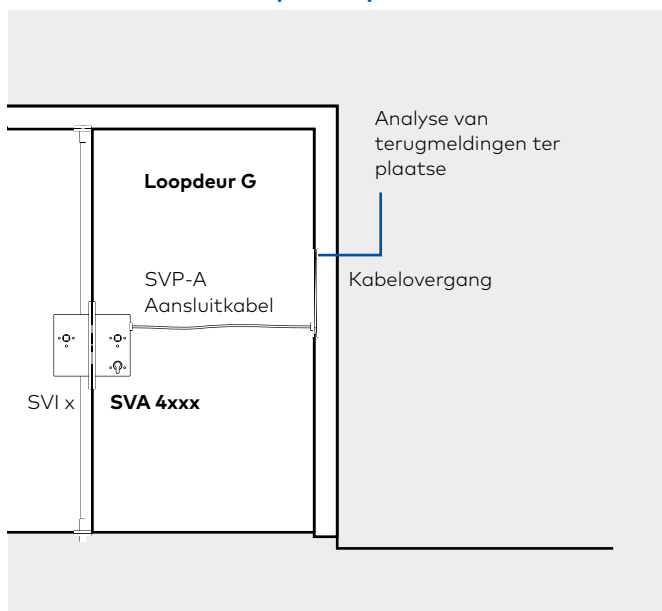 Analyse van
terugmeldingen ter
plaatse
Loopdeur G
SVP-A
Aansluitkabel
Kabelovergang
SVI x
SVA 4xxx